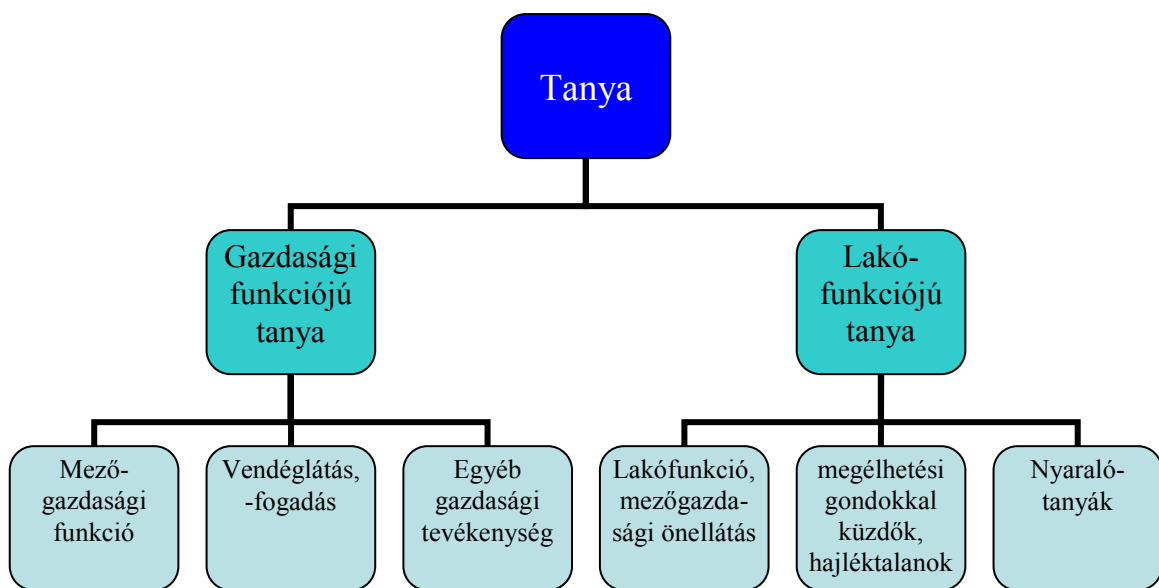 Tanya
Gazdasági
funkciójú
tanya
Lakó-
funkciójú
tanya
Mező-
gazdasági
funkció
Vendéglátás,
-fogadás
Egyéb
gazdasági
tevékenység
Lakófunkció,
mezőgazda-
sági önellátás
megélhetési
gondokkal
küzdők,
hajléktalanok
Nyaraló-
tanyák